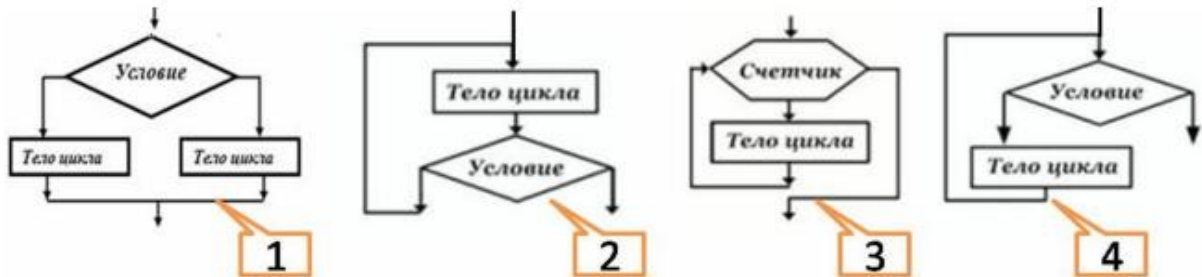 Условие
Тело цикла
Тело цикла
1
Тело цикла
Условие
2
Счетчик
Тело цикла
3
Условие
Тело цикла
4